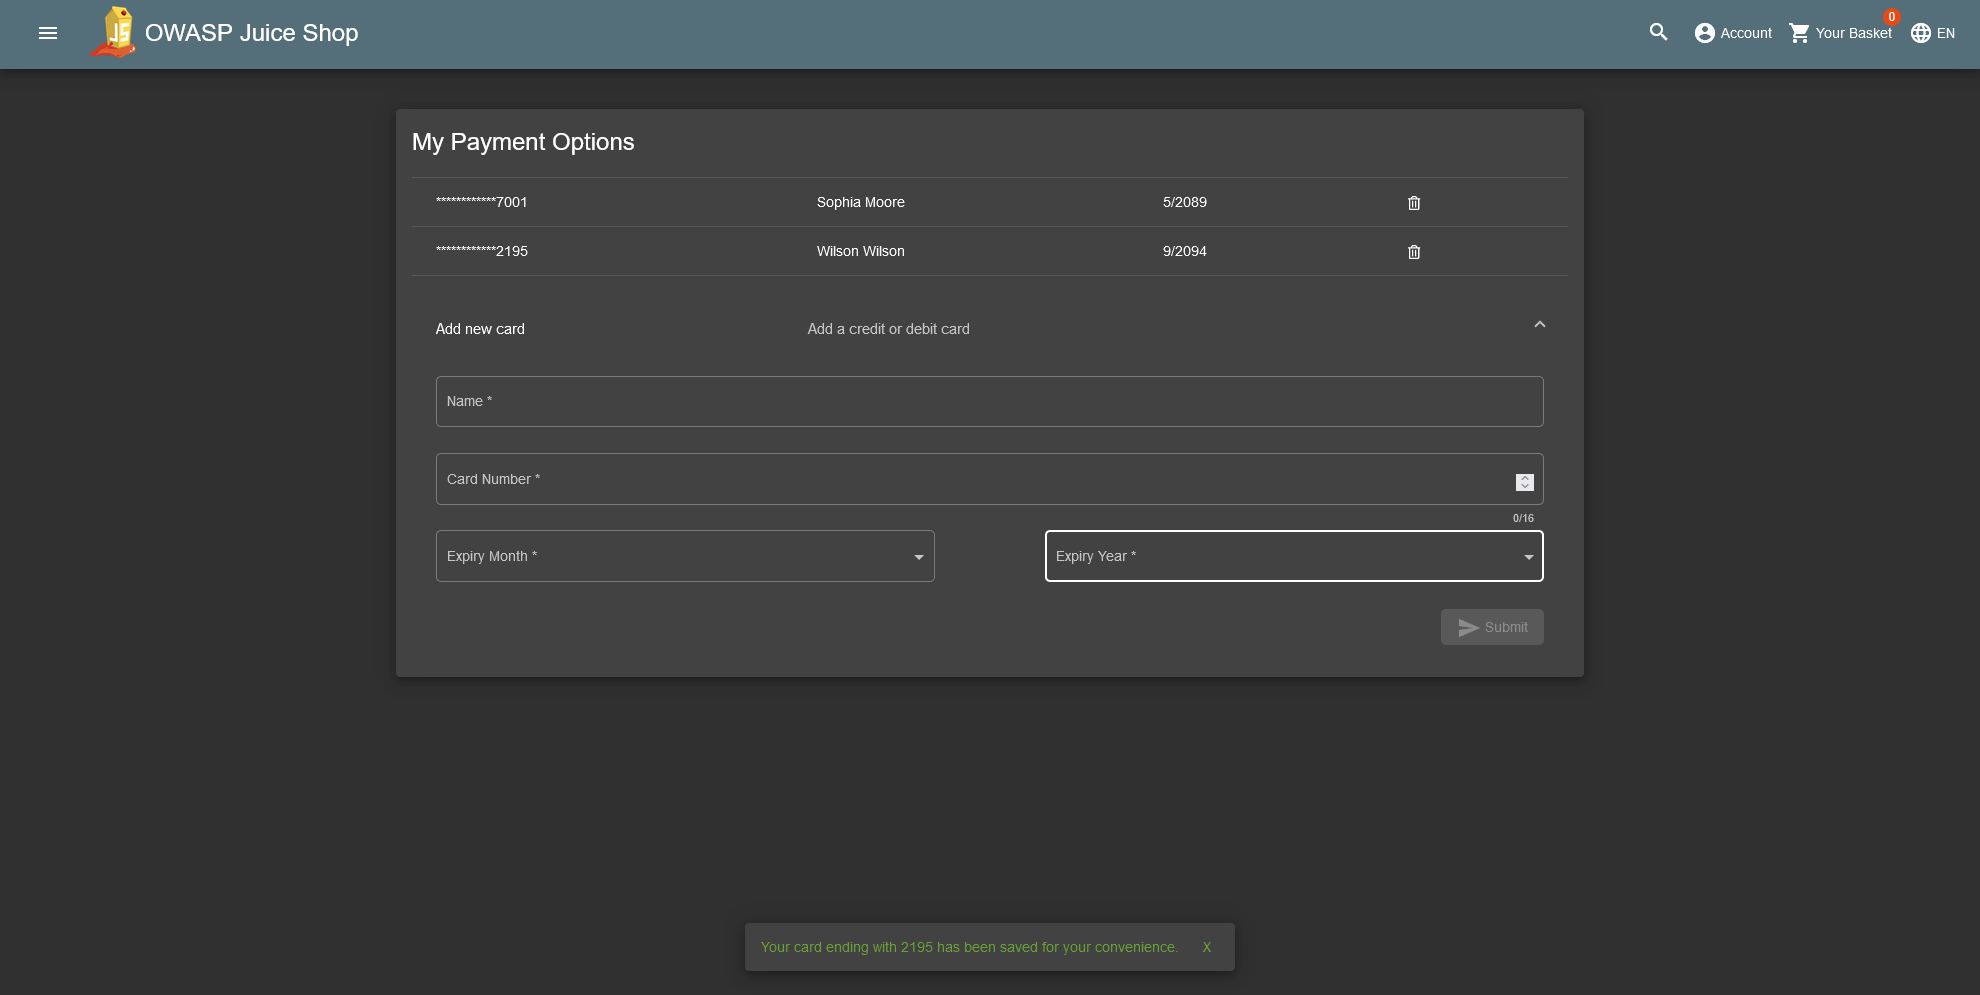 JS
OWASP Juice Shop
Account
Your Basket
0
EN
My Payment Options
************7001 Sophia Moore 5/2089
************2195 Wilson Wilson 9/2094
Add new card Add a credit or debit card
Name *
Card Number *
0/16
Expiry Month * Expiry Year *
Submit
Your card ending with 2195 has been saved for your convenience. X